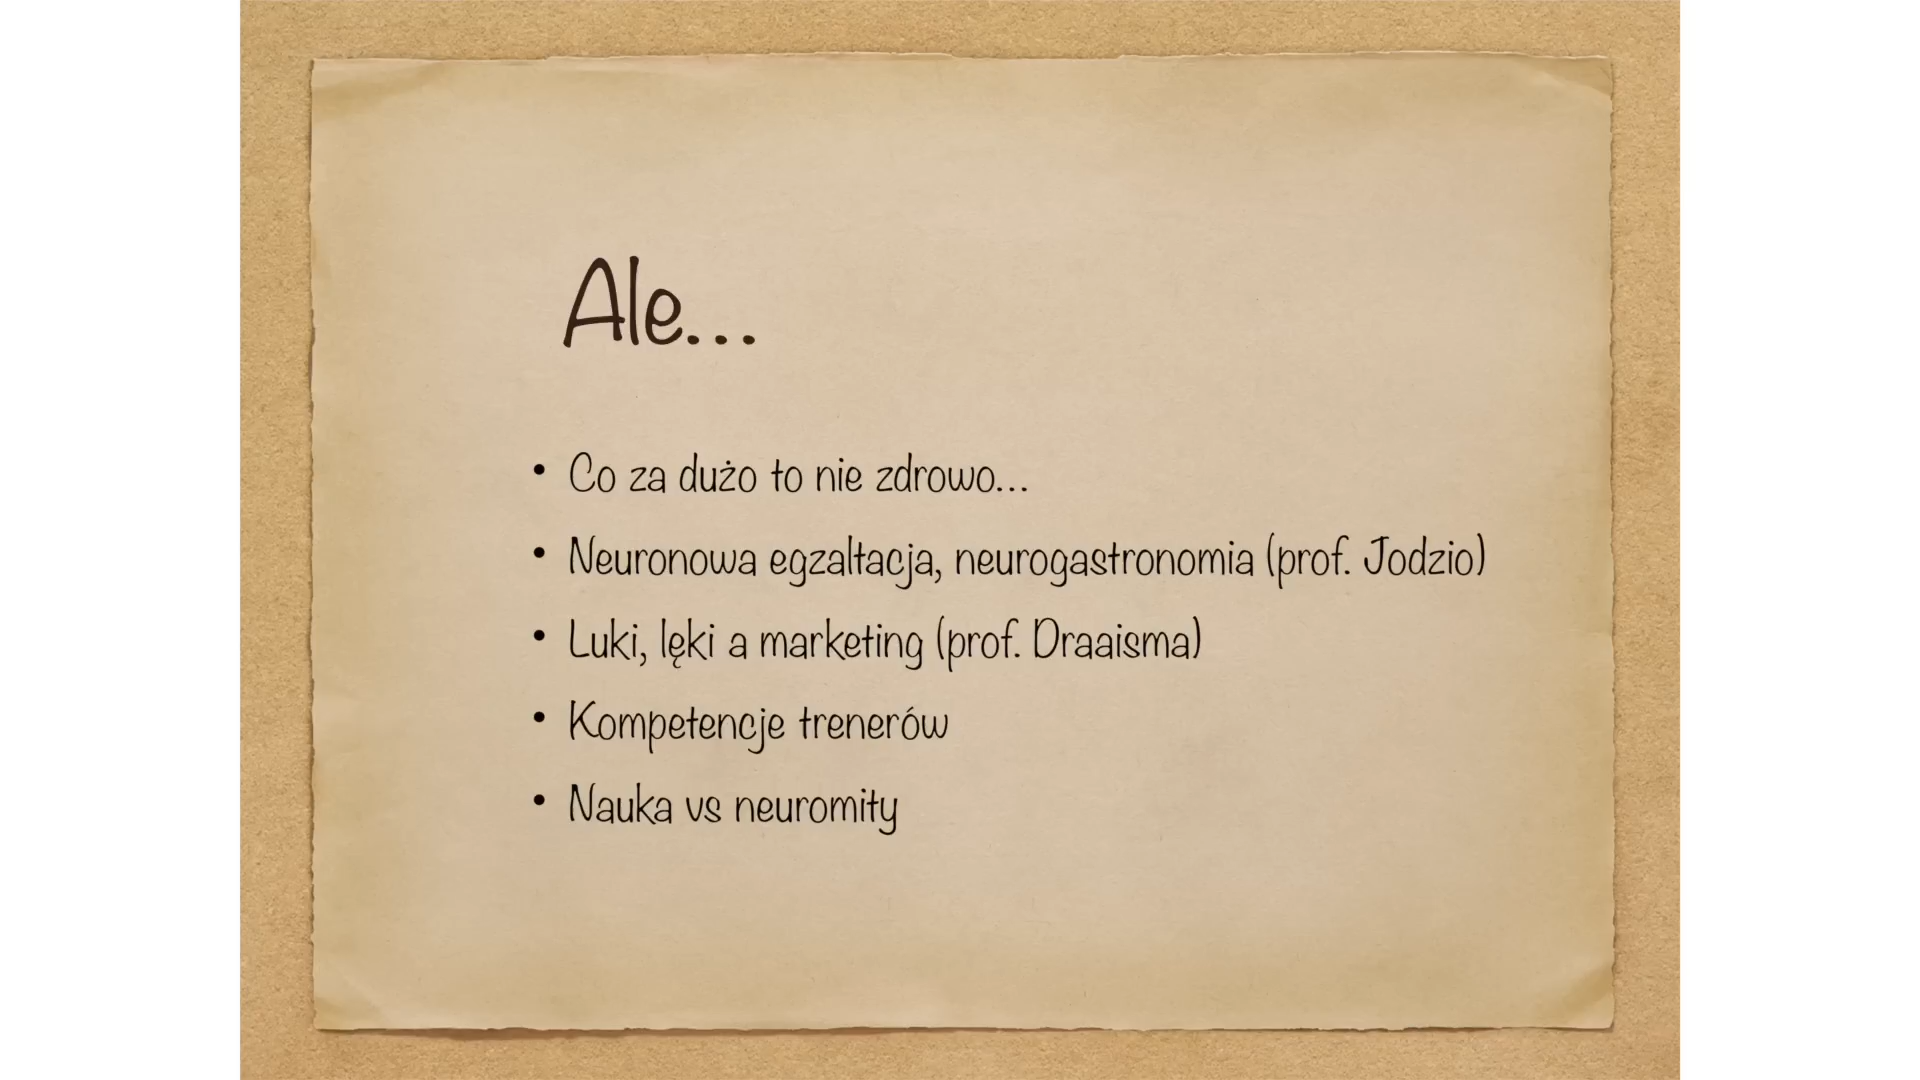 Ale...
• Co za dużo to nie zdrowo...
• Neuronowa egzaltacja, neurogastronomia (prof. Jodzio)
• Luki, lęki a marketing (prof. Draaisma)
• Kompetencje trenerów
• Nauka vs neuromity